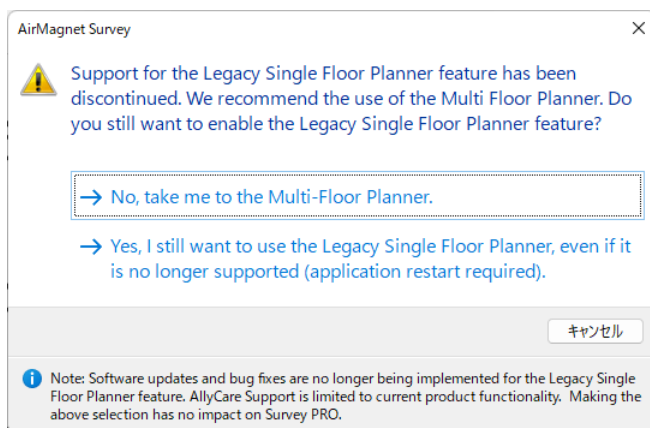 AirMagnet Survey
Support for the Legacy Single Floor Planner feature has been
discontinued. We recommend the use of the Multi Floor Planner. Do
you still want to enable the Legacy Single Floor Planner feature?
→ No, take me to the Multi-Floor Planner.
→ Yes, I still want to use the Legacy Single Floor Planner, even if it
is no longer supported (application restart required).
キャンセル
Note: Software updates and bug fixes are no longer being implemented for the Legacy Single
Floor Planner feature. AllyCare Support is limited to current product functionality.  Making the
above selection has no impact on Survey PRO.